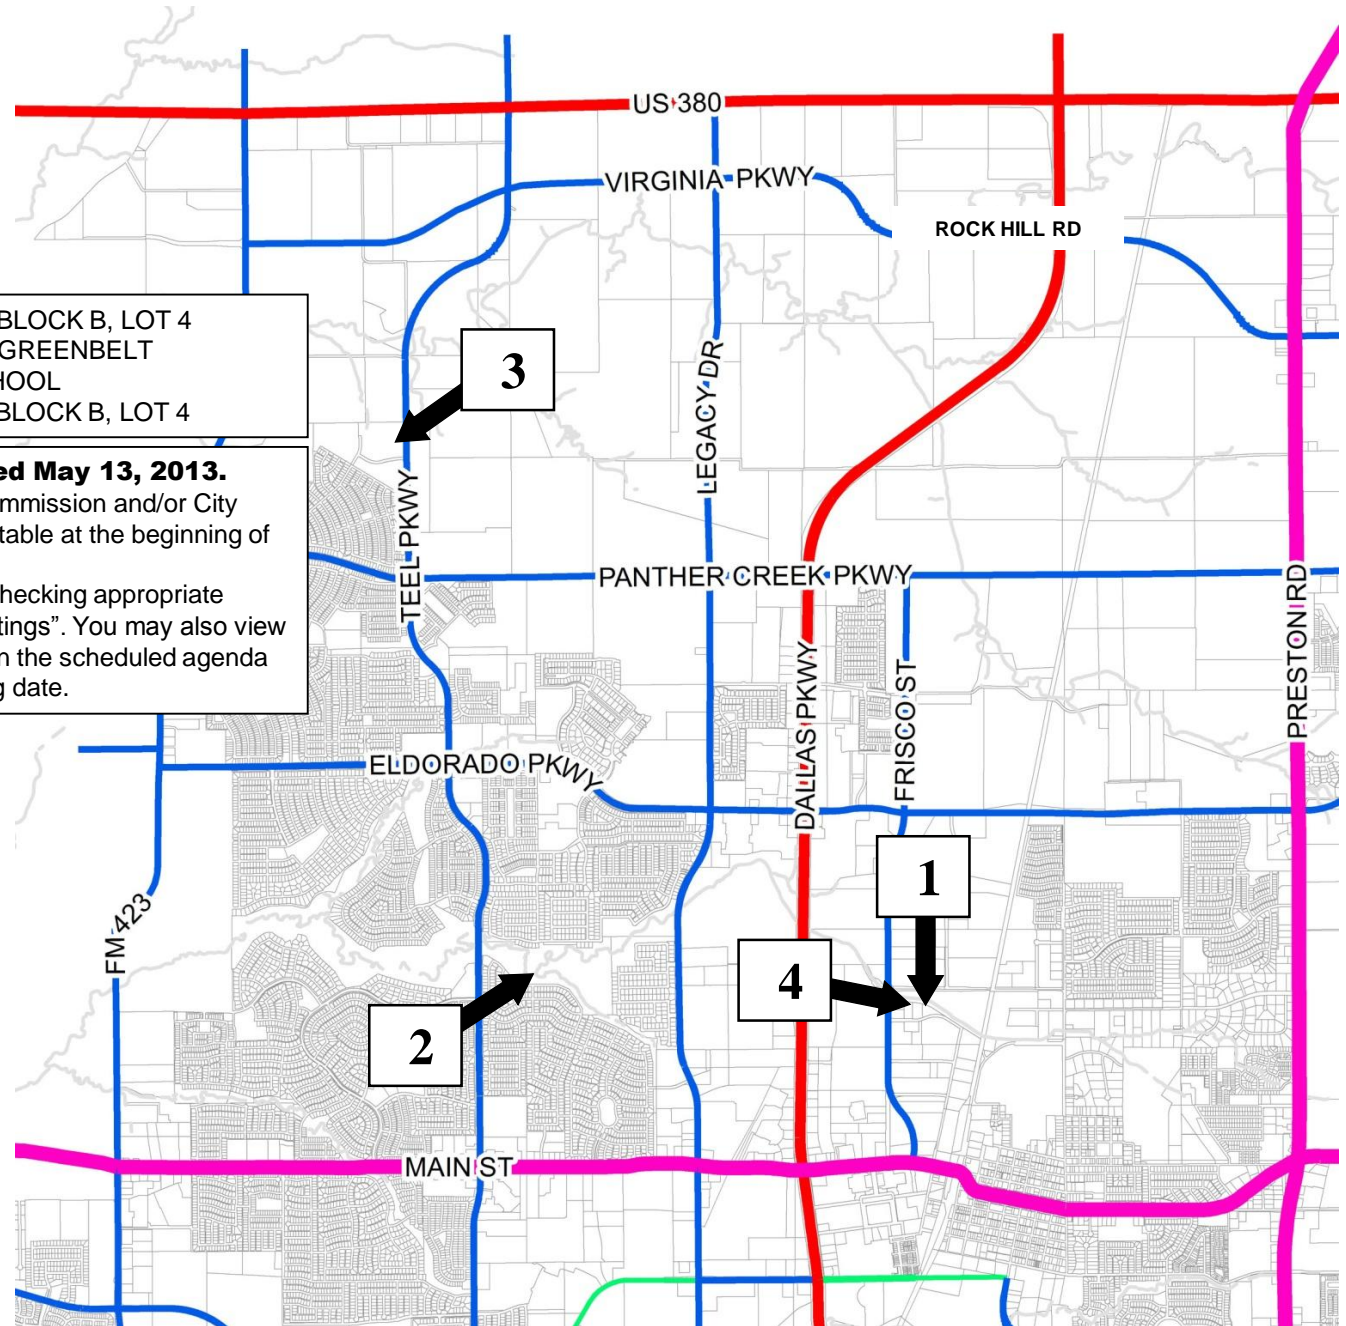 US 380
VIRGINIA PKWY
ROCK HILL RD
BLOCK B, LOT 4
GREENBELT
HOOL
BLOCK B, LOT 4
3
LEGACY DR
ed May 13, 2013.
mmission and/or City
table at the beginning of
hecking appropriate
tings”. You may also view
n the scheduled agenda
g date.
TEEL PKWY
PANTHER CREEK PKWY
PRESTON RD
DALLAS PKWY
FRISCO ST
ELDORADO PKWY
1
FM 423
4
2
MAIN ST